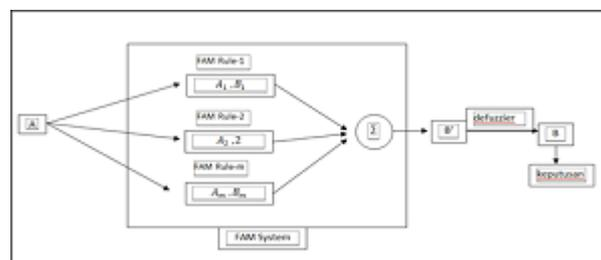 FAM Rule-1
A₁ ,B₁
FAM Rule-2
A
A₂ ,2
Σ
B'
defuzzier
B
FAM Rule-m
Aₘ ,Bₘ
keputusan
FAM System